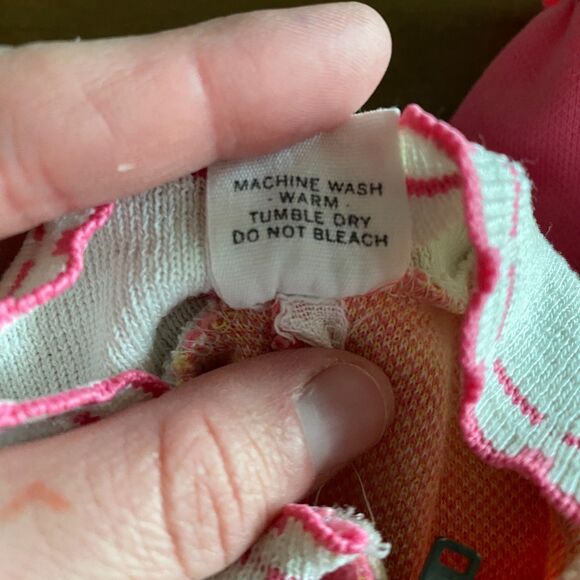 MACHINE WASH
- WARM -
TUMBLE DRY
DO NOT BLEACH